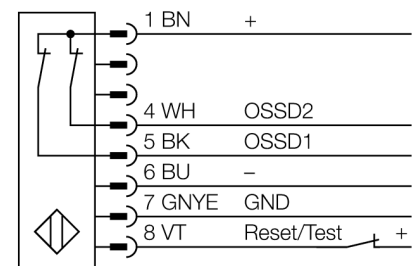 1 BN +
4 WH OSSD2
5 BK OSSD1
6 BU –
7 GNYE GND
8 VT Reset/Test +